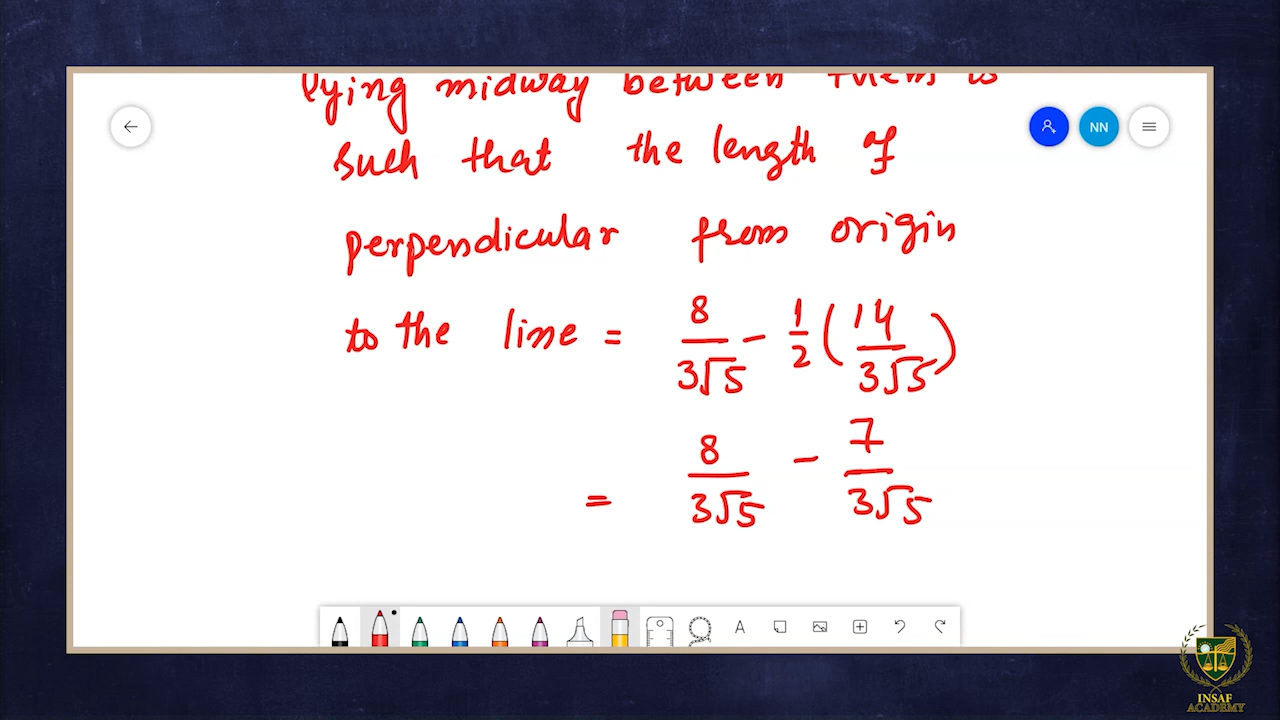 lying midway between them is
such that the length of
perpendicular from origin
to the line = 8/3√5 - 1/2 (14/3√5)
= 8/3√5 - 7/3√5
NN
A
INSAF
ACADEMY